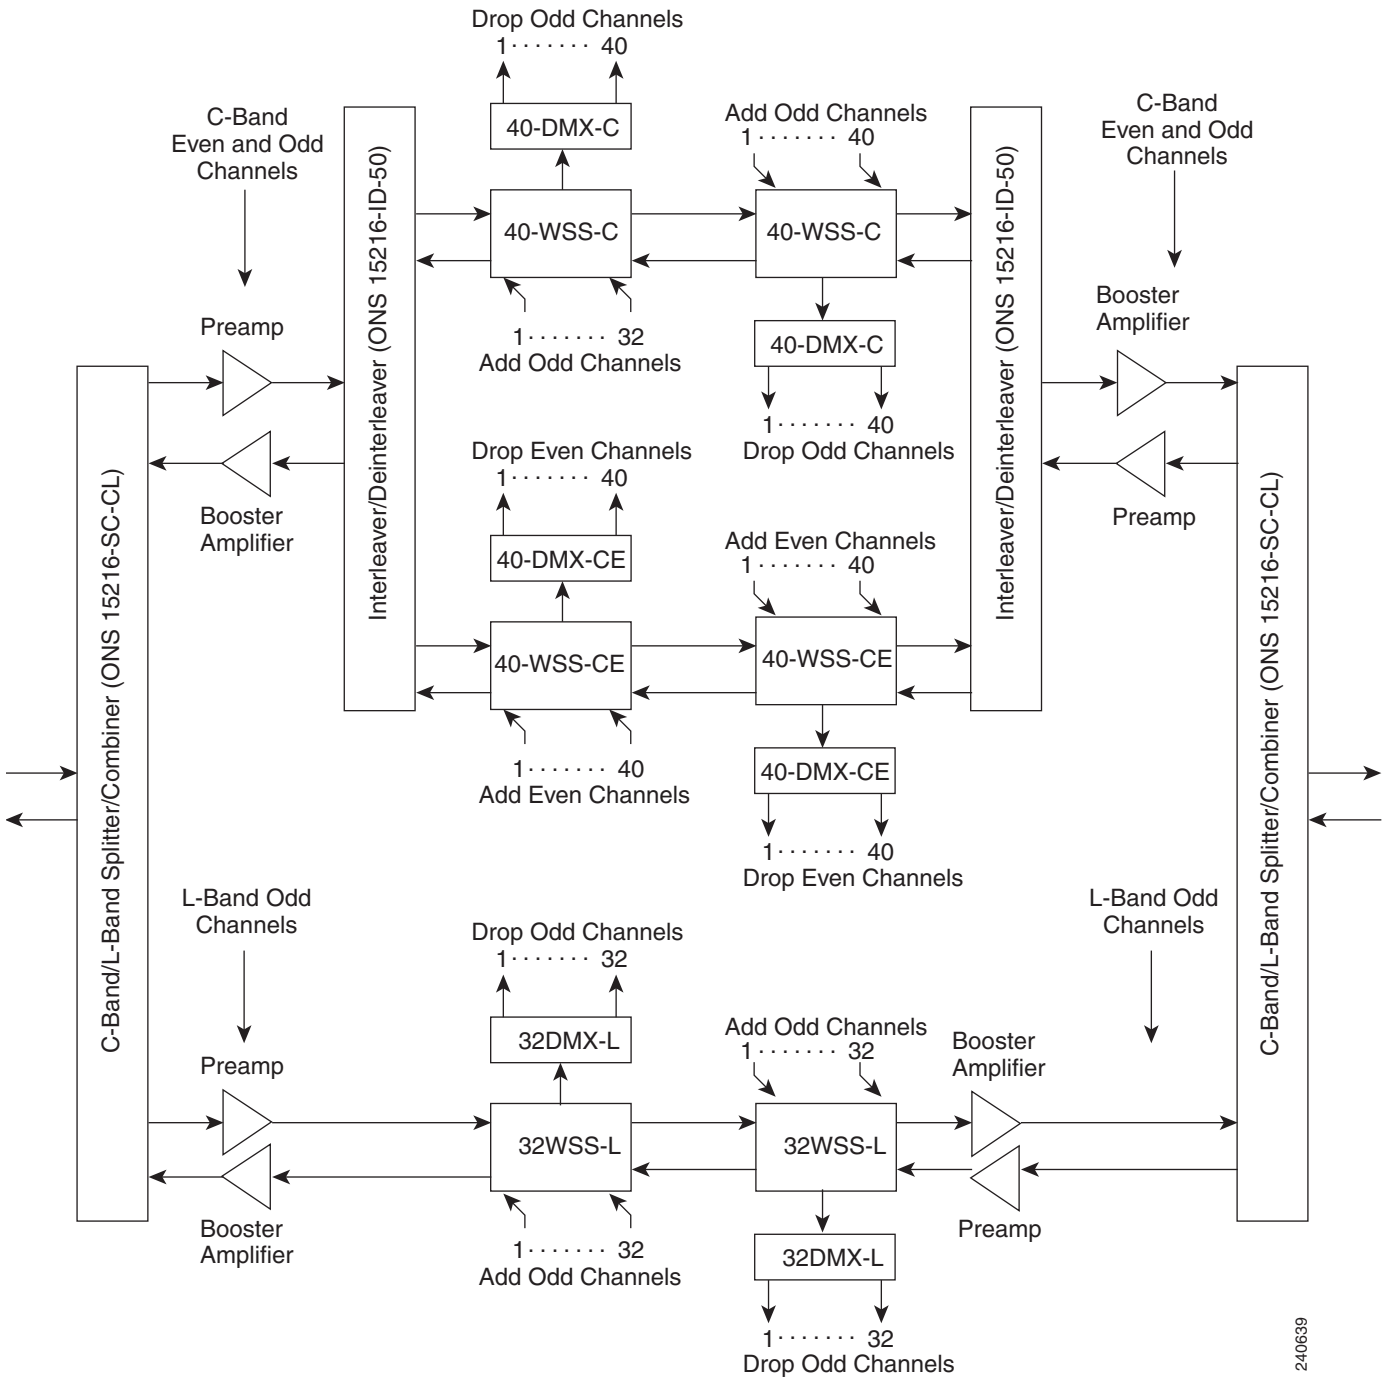 Drop Odd Channels
1 . . . . . . . 40
40-DMX-C
C-Band
Even and Odd
Channels
Add Odd Channels
1 . . . . . . . 40
C-Band
Even and Odd
Channels
Interleaver/Deinterleaver (ONS 15216-ID-50)
40-WSS-C
40-WSS-C
Interleaver/Deinterleaver (ONS 15216-ID-50)
Preamp
1 . . . . . . . 32
Add Odd Channels
40-DMX-C
Booster
Amplifier
1 . . . . . . . 40
Drop Odd Channels
Drop Even Channels
1 . . . . . . . 40
Booster
Amplifier
Preamp
40-DMX-CE
Add Even Channels
1 . . . . . . . 40
40-WSS-CE
40-WSS-CE
1 . . . . . . . 40
Add Even Channels
40-DMX-CE
1 . . . . . . . 40
Drop Even Channels
C-Band/L-Band Splitter/Combiner (ONS 15216-SC-CL)
C-Band/L-Band Splitter/Combiner (ONS 15216-SC-CL)
L-Band Odd
Channels
L-Band Odd
Channels
Drop Odd Channels
1 . . . . . . . 32
32DMX-L
Add Odd Channels
1 . . . . . . . 32
Preamp
Booster
Amplifier
32WSS-L
32WSS-L
Booster
Amplifier
Preamp
1 . . . . . . . 32
Add Odd Channels
32DMX-L
1 . . . . . . . 32
Drop Odd Channels
240639